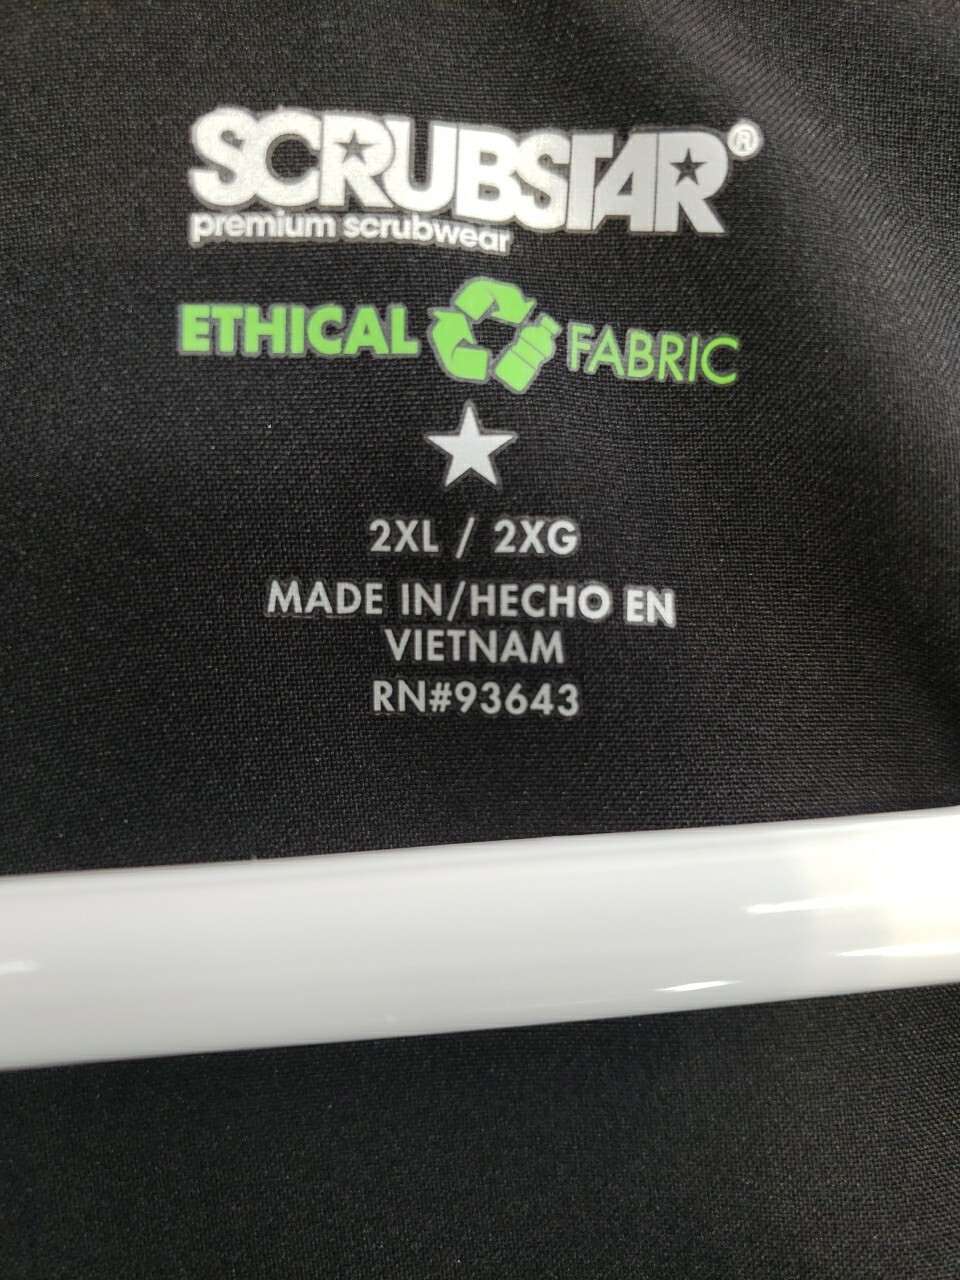 SCRUBSTAR®
premium scrubwear
ETHICAL FABRIC
2XL / 2XG
MADE IN/HECHO EN
VIETNAM
RN#93643